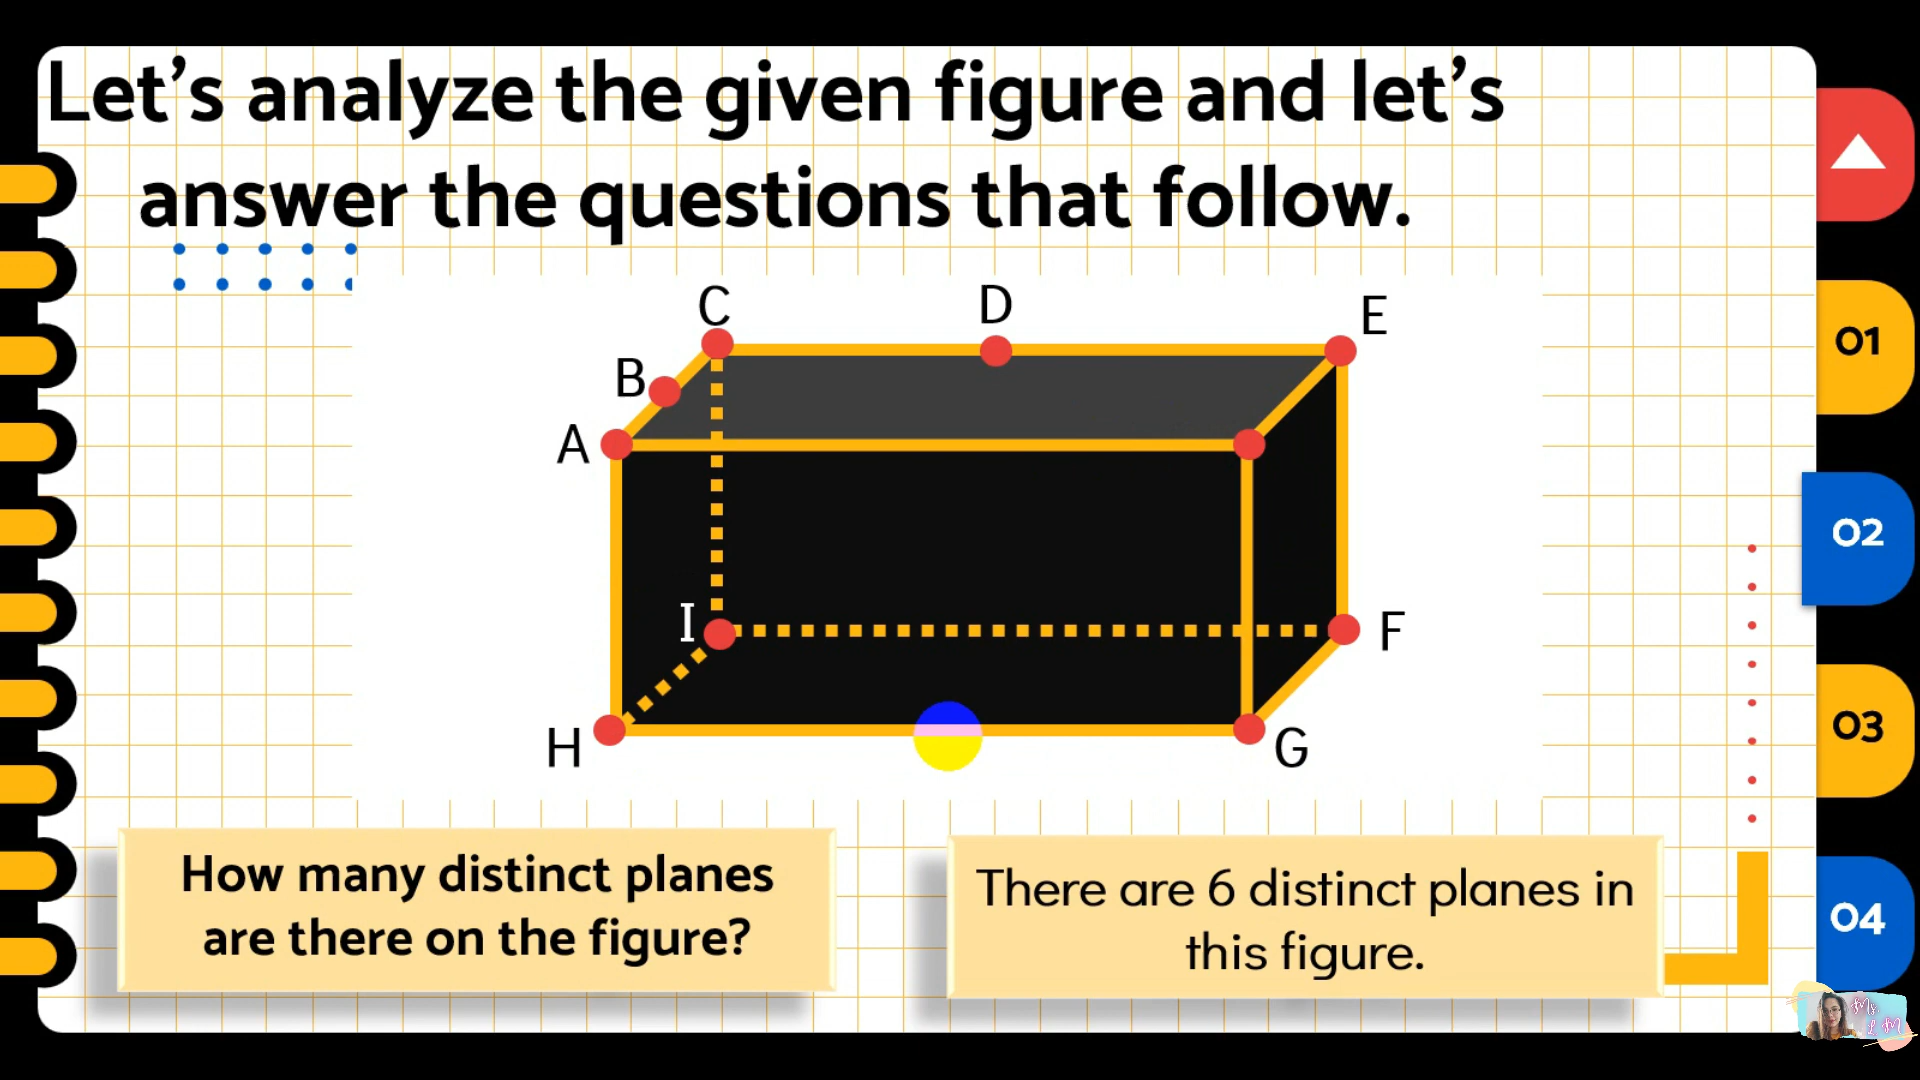 Let's analyze the given figure and let's
answer the questions that follow.
C
D
E
B
A
I
F
H
G
How many distinct planes
are there on the figure?
There are 6 distinct planes in
this figure.
01
02
03
04
Ms
L M